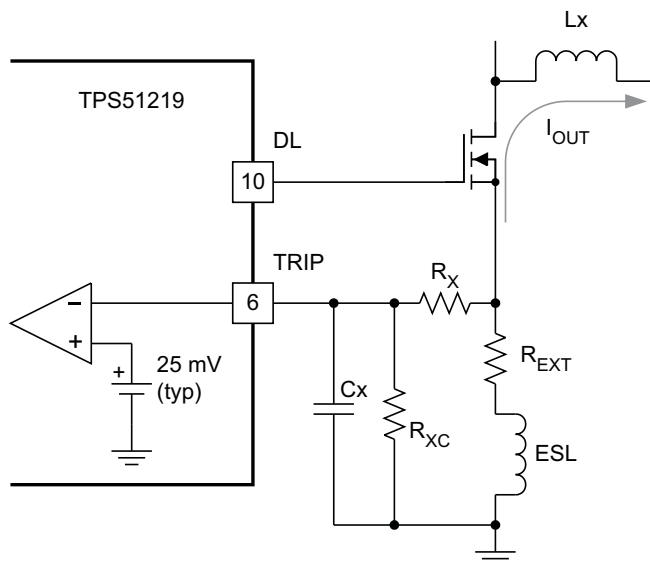 Lx
TPS51219
I_OUT
DL
10
TRIP
6
R_X
25 mV
(typ)
R_EXT
Cx
R_XC
ESL